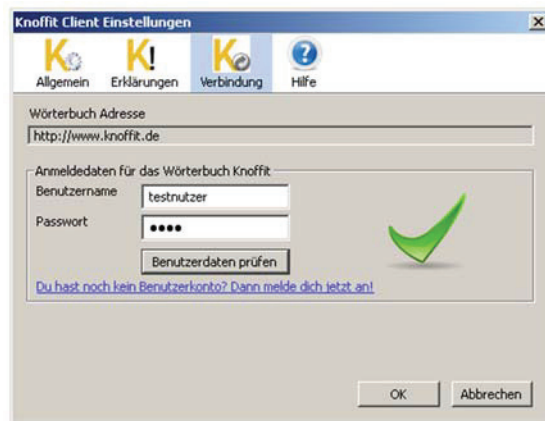 Knoffit Client Einstellungen
Allgemein Erklärungen Verbindung Hilfe
Wörterbuch Adresse
http://www.knoffit.de
Anmeldedaten für das Wörterbuch Knoffit
Benutzername testnutzer
Passwort ●●●●
Benutzerdaten prüfen
Du hast noch kein Benutzerkonto? Dann melde dich jetzt an!
OK Abbrechen